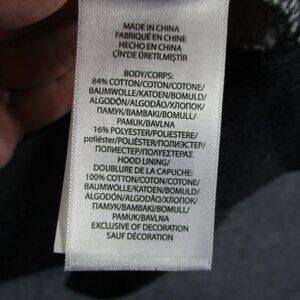 MADE IN CHINA
FABRIQUÉ EN CHINE
HECHO EN CHINA
ÇİN'DE ÜRETİLMİŞTİR
BODY/CORPS:
84% COTTON/COTON/COTONE/
BAUMWOLLE/KATOEN/BOMULD/
ALGODÓN/ALGODÃO/ХЛОПОК/
ПАМУК/BAMBAKI/BOMULL/
PAMUK/BAVLNA
16% POLYESTER/POLIESTERE/
poliéster/POLIESTER/ПОЛИЭСТЕР/
ПОЛИЕСТЕР/ΠΟΛΥΕΣΤΕΡΑΣ
HOOD LINING/
DOUBLURE DE LA CAPUCHE:
100% COTTON/COTON/COTONE/
BAUMWOLLE/KATOEN/BOMULD/
ALGODÓN/ALGODÃO/ХЛОПОК/
ПАМУК/BAMBAKI/BOMULL/
PAMUK/BAVLNA
EXCLUSIVE OF DECORATION
SAUF DÉCORATION